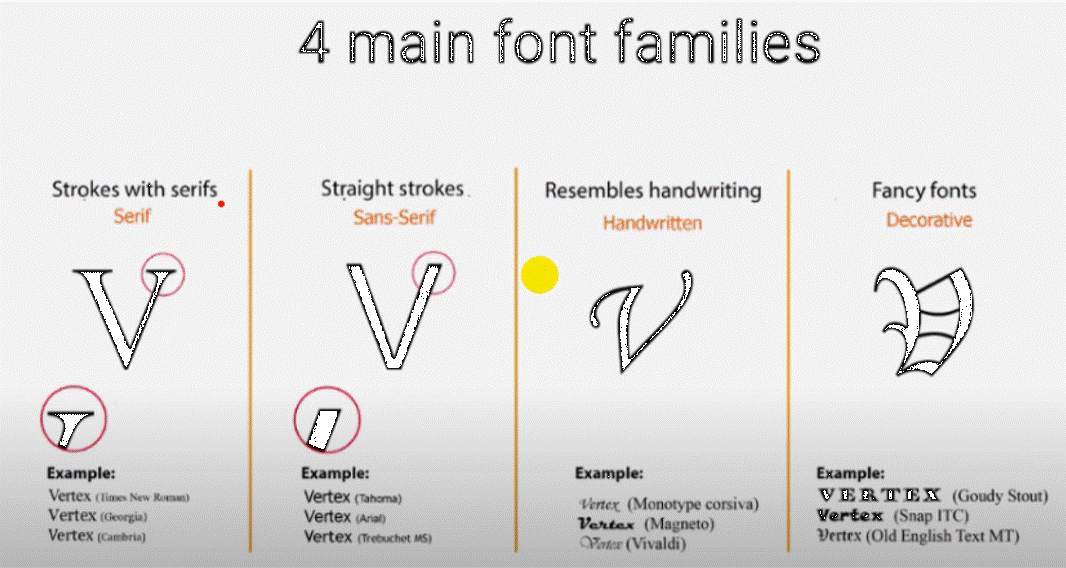 4 main font families
Strokes with serifs
Serif
V
Example:
Vertex (Times New Roman)
Vertex (Georgia)
Vertex (Cambria)
Straight strokes.
Sans-Serif
V
Example:
Vertex (Tahoma)
Vertex (Arial)
Vertex (Trebuchet MS)
Resembles handwriting
Handwritten
V
Example:
Vertex (Monotype corsiva)
Vertex (Magneto)
Vertex (Vivaldi)
Fancy fonts
Decorative
V
Example:
VERTEX (Goudy Stout)
Vertex (Snap ITC)
Vertex (Old English Text MT)